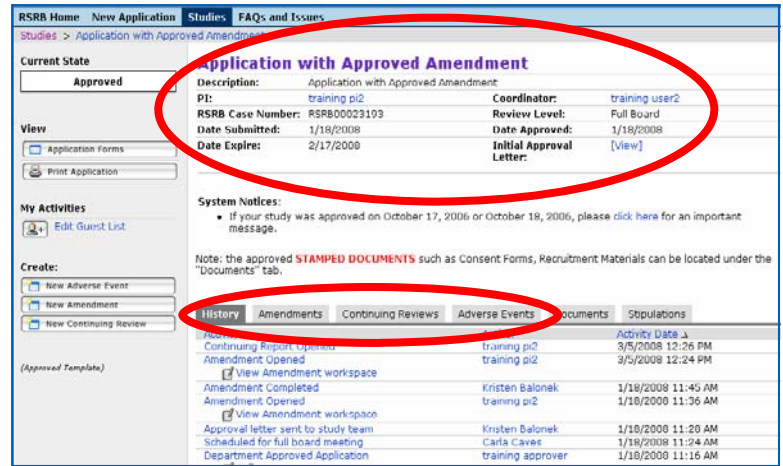 RSRB Home New Application Studies FAQs and Issues
Studies > Application with Approved Amendment
Current State
Approved
View
Application Forms
Print Application
My Activities
Edit Guest List
Create:
New Adverse Event
New Amendment
New Continuing Review
(Approved Template)
Application with Approved Amendment
Description: Application with Approved Amendment
PI: training pi2 Coordinator: training user2
RSRB Case Number: RSRB00023193 Review Level: Full Board
Date Submitted: 1/18/2008 Date Approved: 1/18/2008
Date Expire: 2/17/2008 Initial Approval Letter: [View]
System Notices:
• If your study was approved on October 17, 2006 or October 18, 2006, please click here for an important
message.
Note: the approved STAMPED DOCUMENTS such as Consent Forms, Recruitment Materials can be located under the
"Documents" tab.
History Amendments Continuing Reviews Adverse Events Documents Stipulations
Activity Date
Continuing Report Opened training pi2 3/5/2008 12:26 PM
Amendment Opened training pi2 3/5/2008 12:24 PM
View Amendment workspace
Amendment Completed Kristen Balonek 1/18/2008 11:45 AM
Amendment Opened training pi2 1/18/2008 11:36 AM
View Amendment workspace
Approval letter sent to study team Kristen Balonek 1/18/2008 11:28 AM
Scheduled for full board meeting Carla Caves 1/18/2008 11:24 AM
Department Approved Application training approver 1/18/2008 11:16 AM